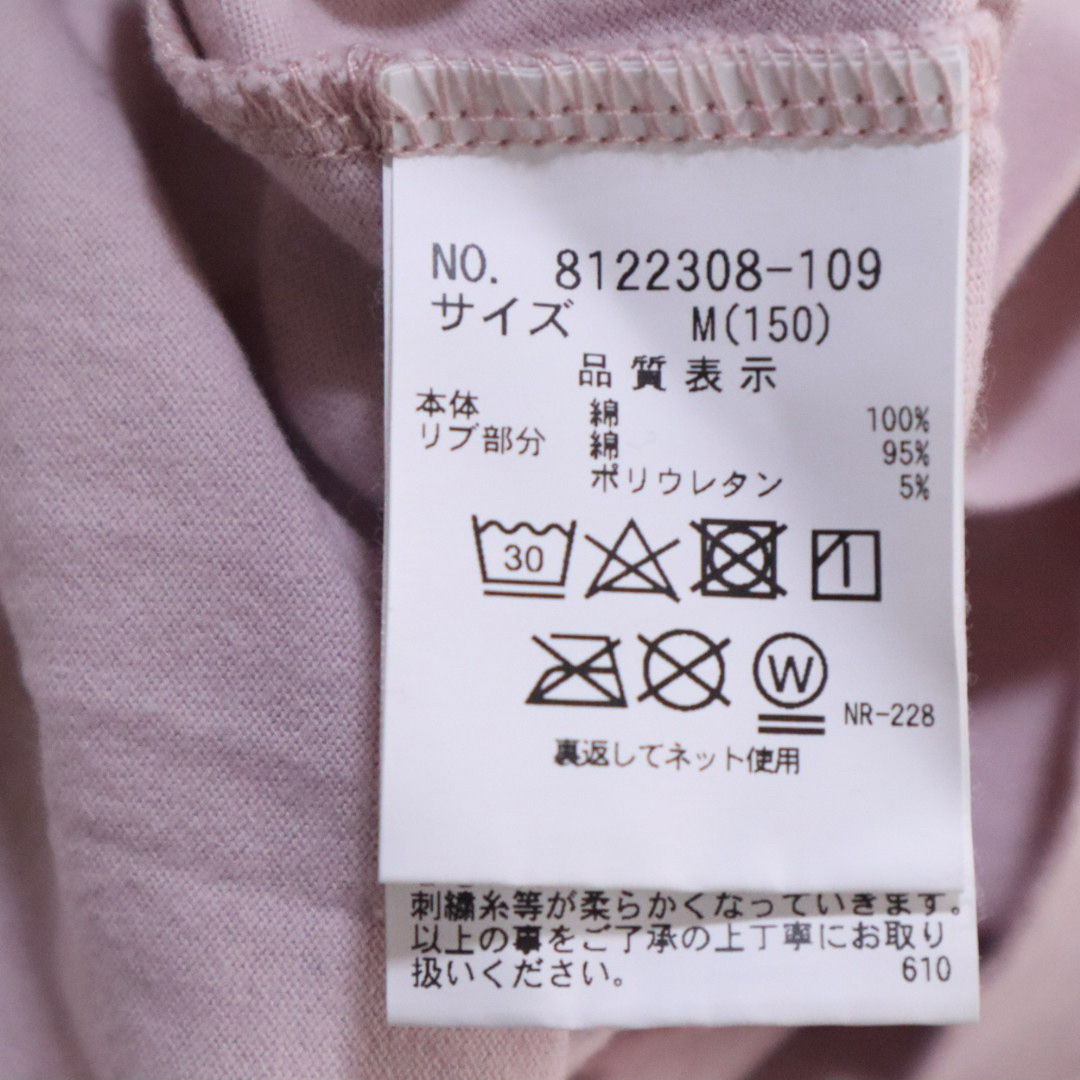 NO. 8122308-109
サイズ M(150)
品質表示
本体 綿 100%
リブ部分 綿 95%
ポリウレタン 5%
30
W
NR-228
裏返してネット使用
刺繍糸等が柔らかくなっていきます。
以上の事をご了承の上丁寧にお取り
扱いください。 610